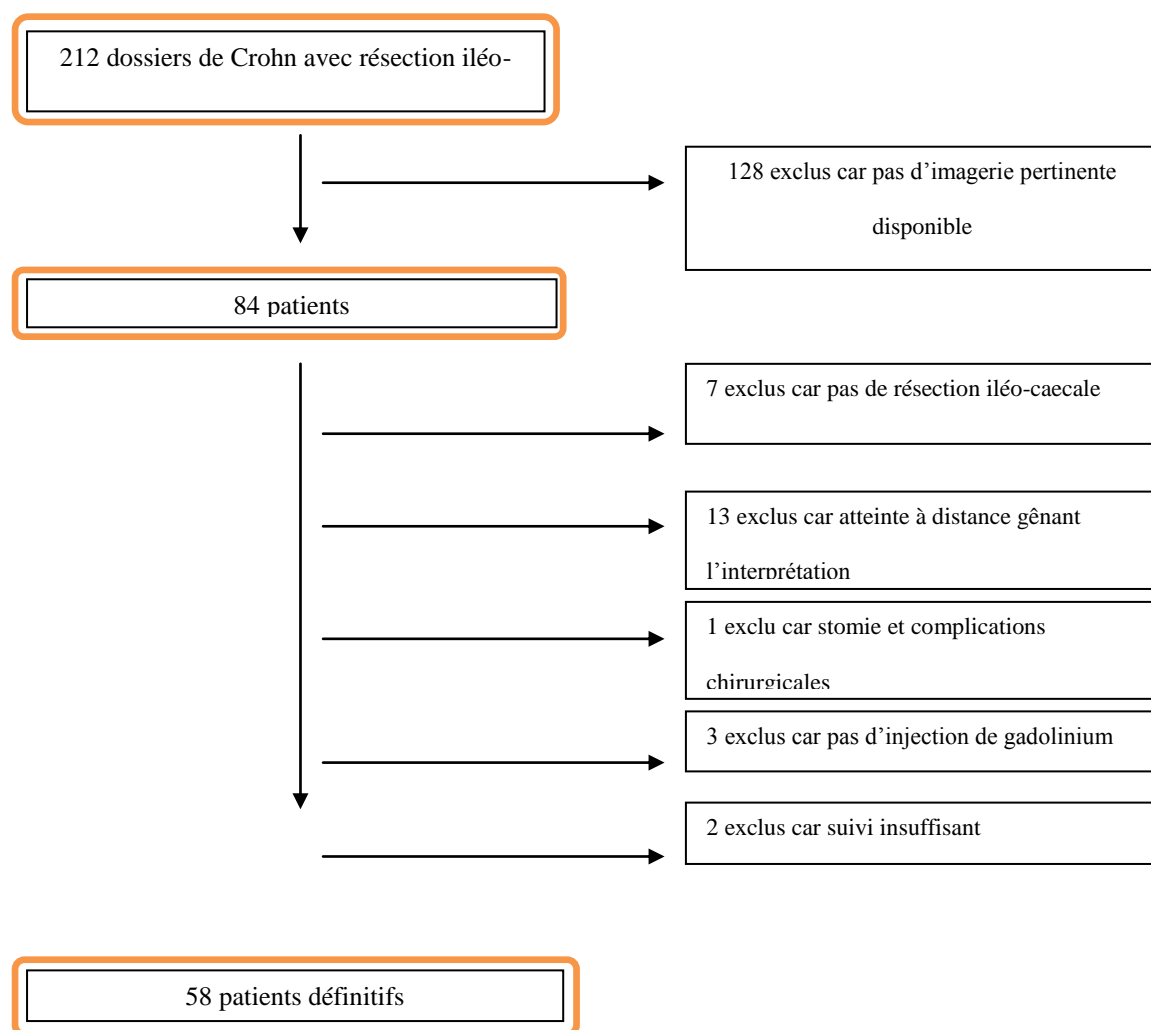 212 dossiers de Crohn avec résection iléo-
128 exclus car pas d’imagerie pertinente
disponible
84 patients
7 exclus car pas de résection iléo-caecale
13 exclus car atteinte à distance gênant
l’interprétation
1 exclu car stomie et complications
chirurgicales
3 exclus car pas d’injection de gadolinium
2 exclus car suivi insuffisant
58 patients définitifs